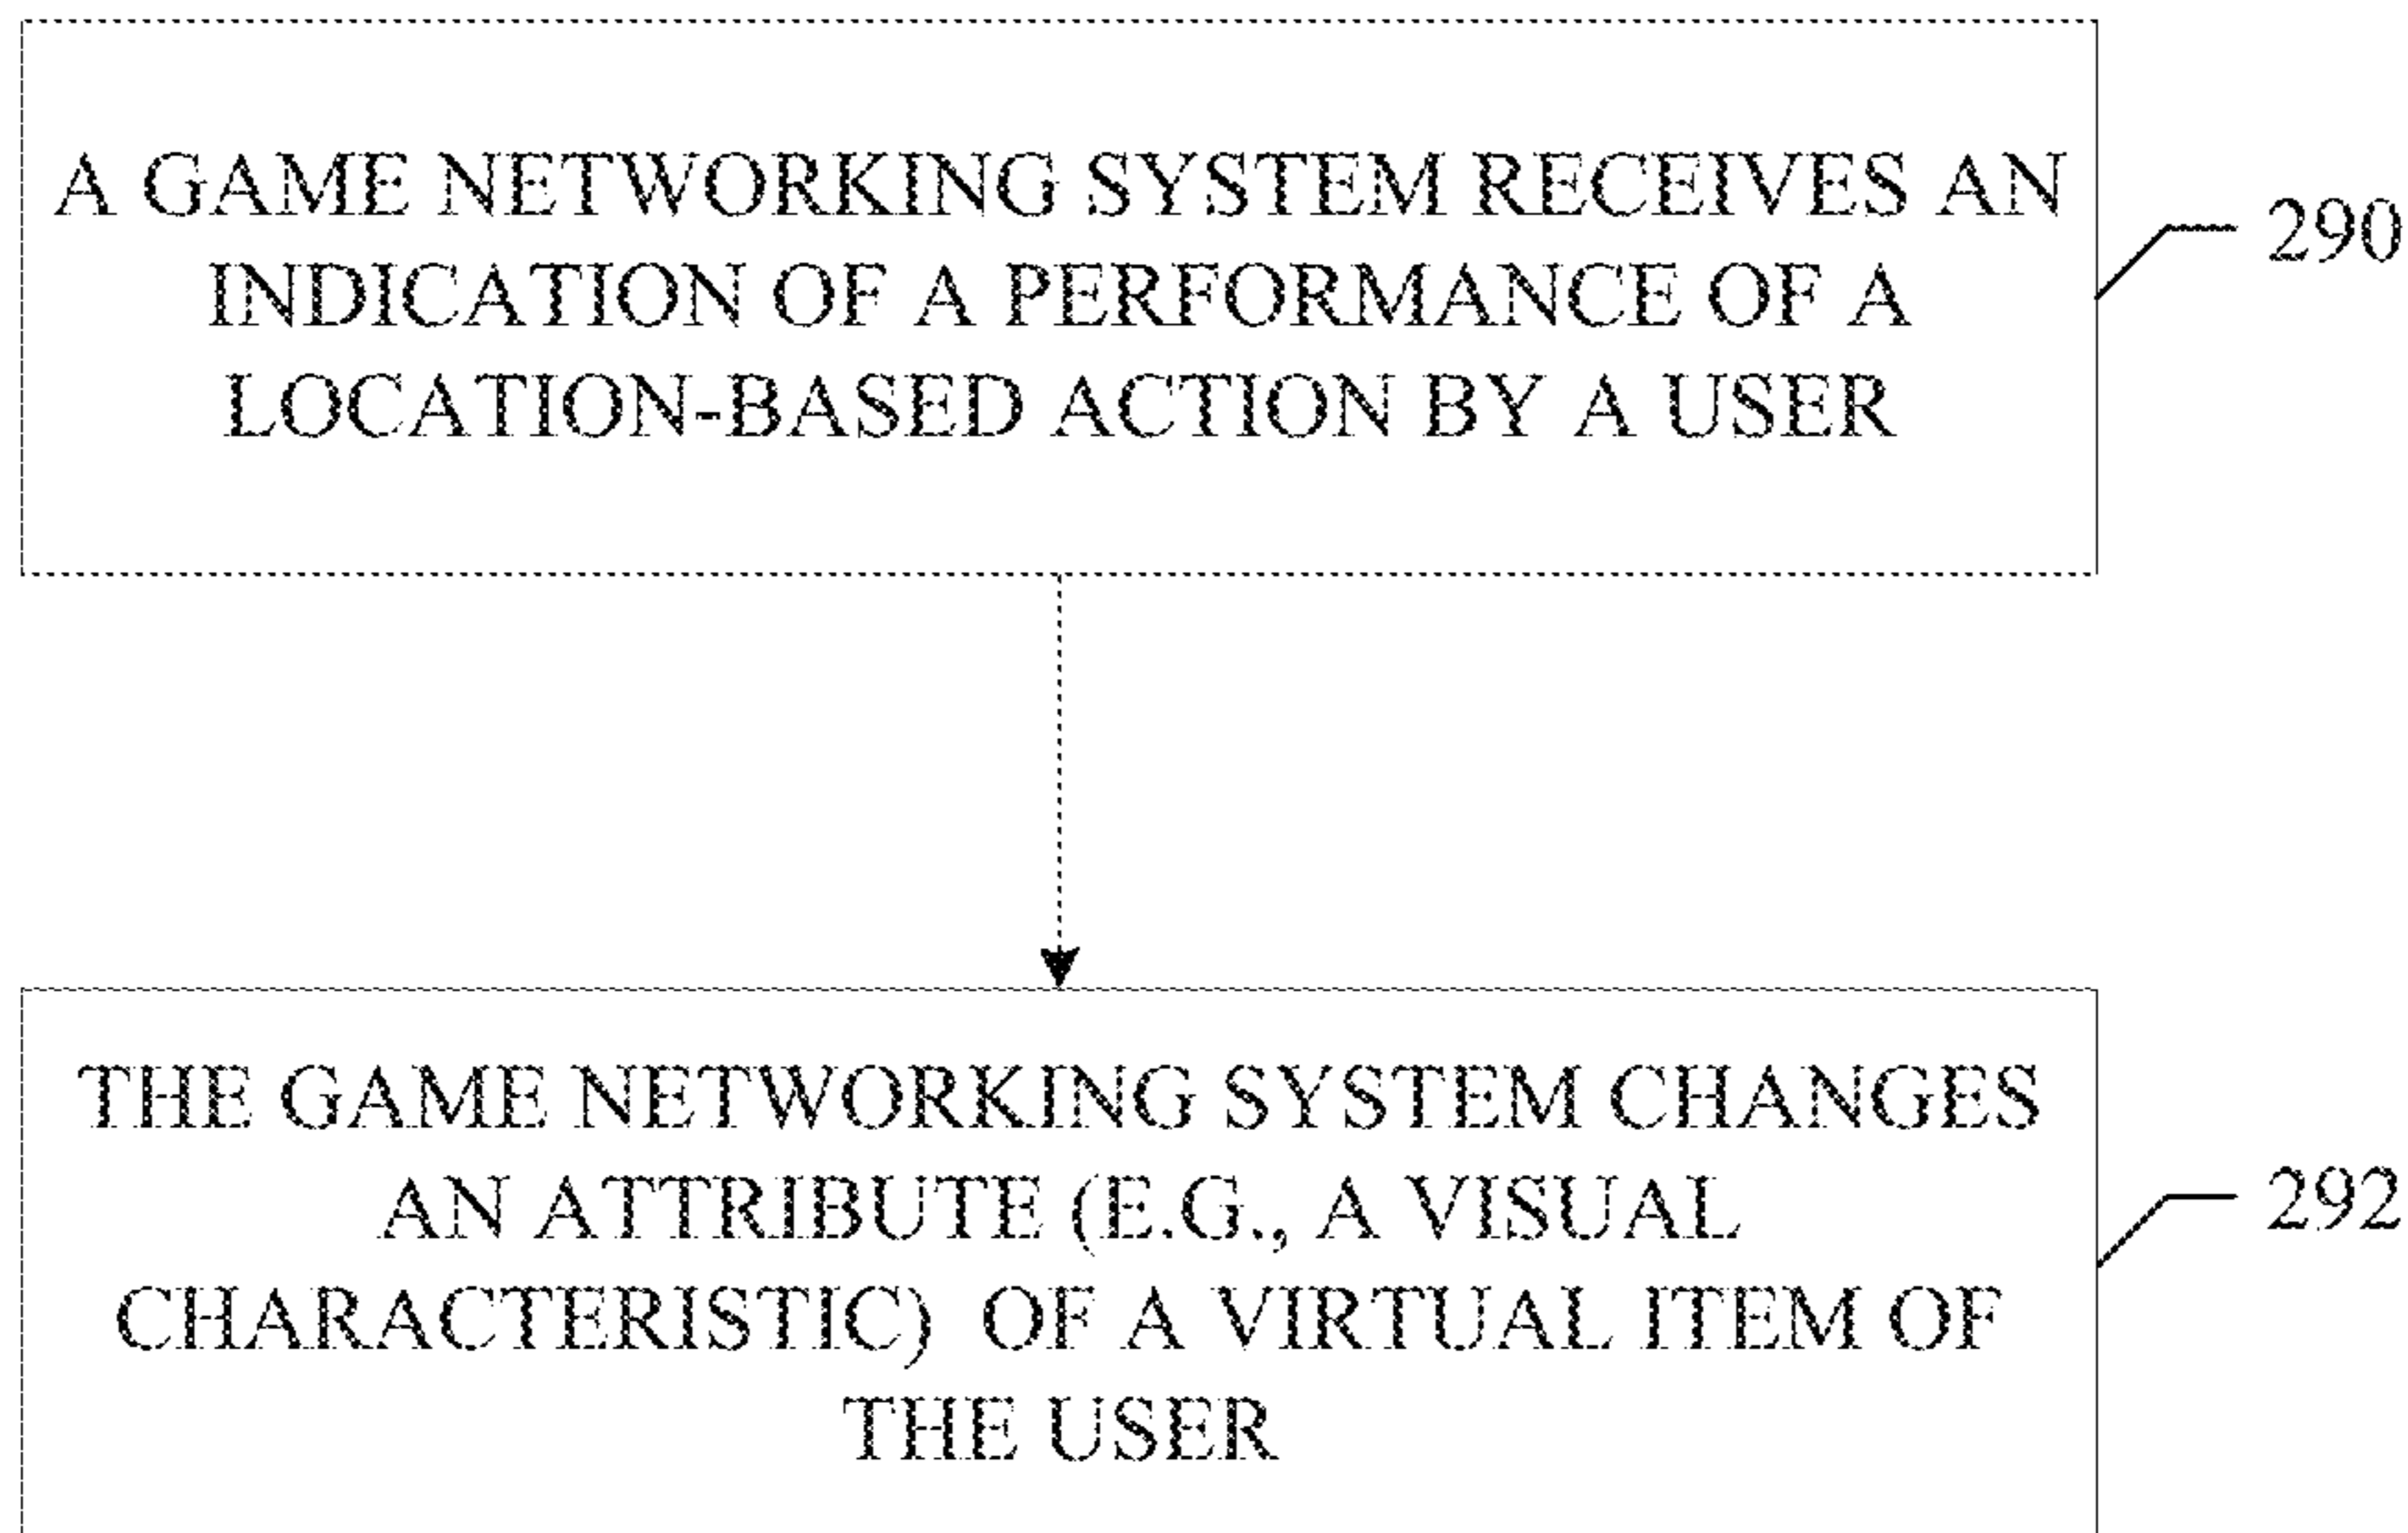 A GAME NETWORKING SYSTEM RECEIVES AN
INDICATION OF A PERFORMANCE OF A
LOCATION-BASED ACTION BY A USER
290
THE GAME NETWORKING SYSTEM CHANGES
AN ATTRIBUTE (E.G., A VISUAL
CHARACTERISTIC) OF A VIRTUAL ITEM OF
THE USER
292